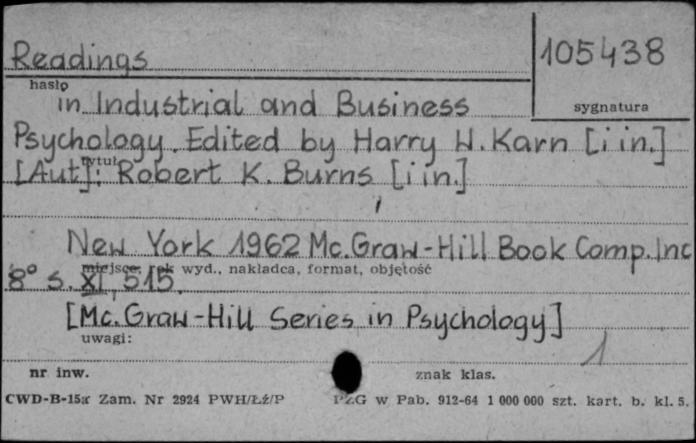 Readings
105438
hasło
sygnatura
in Industrial and Business
Psychology. Edited by Harry W. Karn [i in.]
tytuł
[Aut]: Robert K. Burns [i in.]
New York 1962 Mc. Graw-Hill Book Comp. Inc
miejsce, rok wyd., nakładca, format, objętość
8° s. XI, 515.
[Mc. Graw-Hill Series in Psychology]
uwagi:
1
nr inw.
znak klas.
CWD-B-15a Zam. Nr 2924 PWH/Łź/P PZG w Pab. 912-64 1 000 000 szt. kart. b. kl. 5.